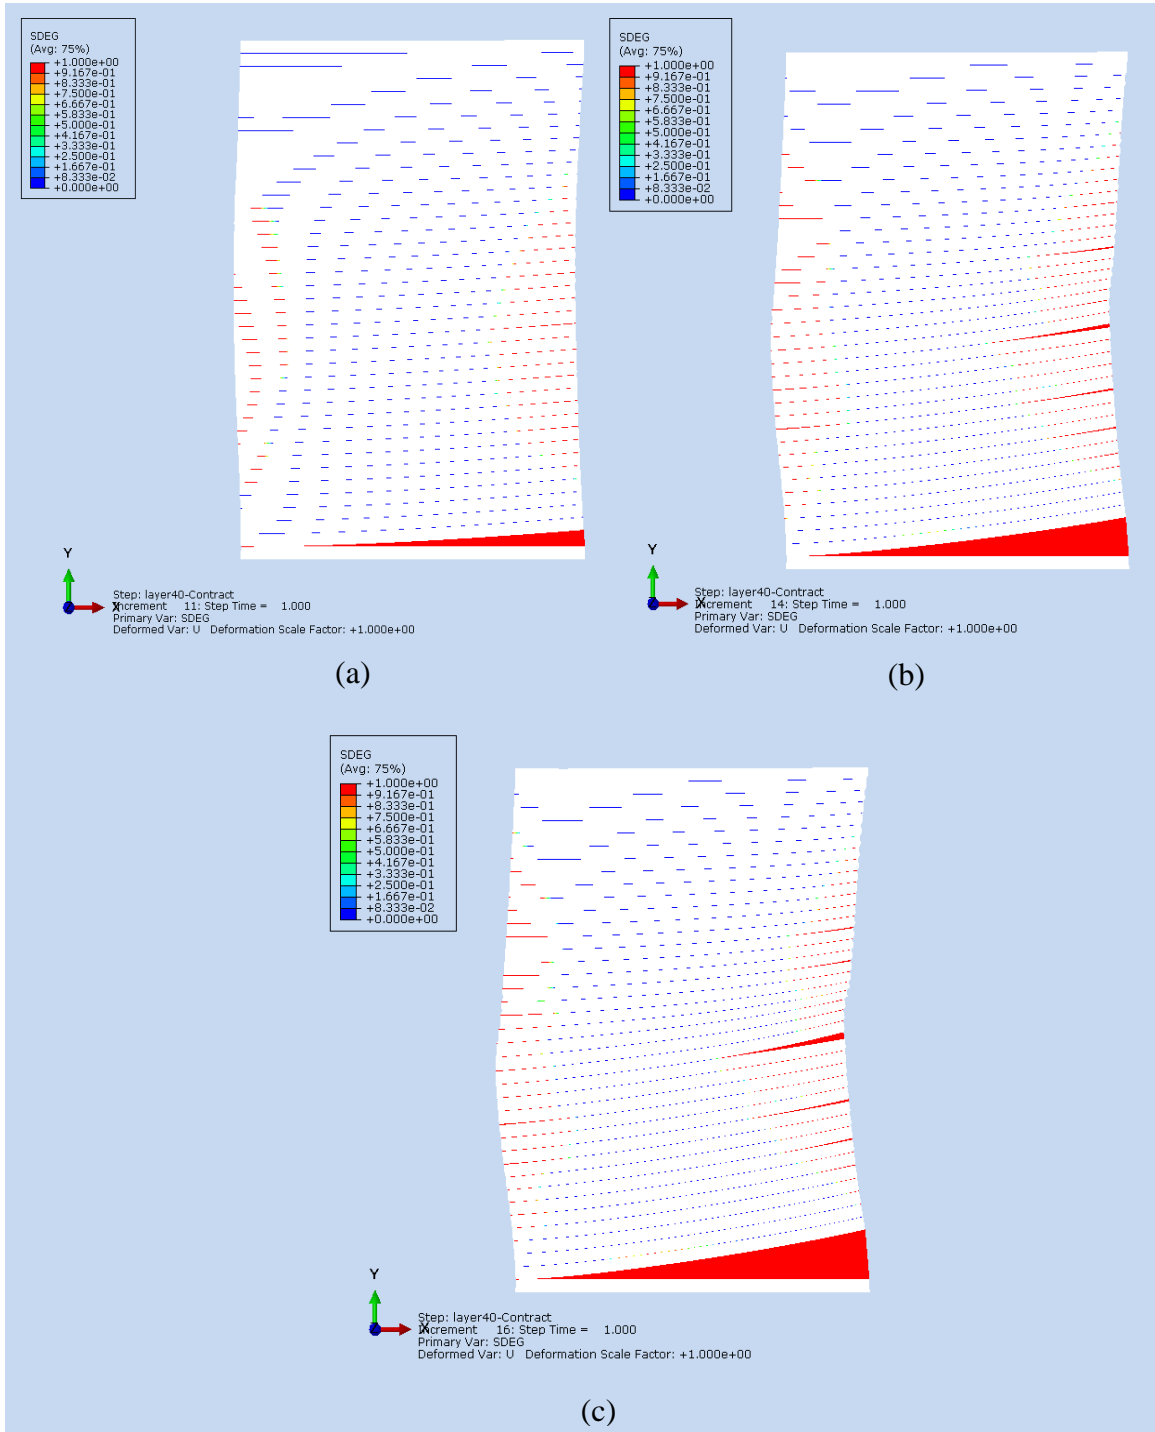 SDEG
(Avg: 75%)
+1.000e+00
+9.167e-01
+8.333e-01
+7.500e-01
+6.667e-01
+5.833e-01
+5.000e-01
+4.167e-01
+3.333e-01
+2.500e-01
+1.667e-01
+8.333e-02
+0.000e+00
Y
X
Step: layer40-Contract
Increment 11: Step Time = 1.000
Primary Var: SDEG
Deformed Var: U Deformation Scale Factor: +1.000e+00
(a)
SDEG
(Avg: 75%)
+1.000e+00
+9.167e-01
+8.333e-01
+7.500e-01
+6.667e-01
+5.833e-01
+5.000e-01
+4.167e-01
+3.333e-01
+2.500e-01
+1.667e-01
+8.333e-02
+0.000e+00
Y
X
Step: layer40-Contract
Increment 14: Step Time = 1.000
Primary Var: SDEG
Deformed Var: U Deformation Scale Factor: +1.000e+00
(b)
SDEG
(Avg: 75%)
+1.000e+00
+9.167e-01
+8.333e-01
+7.500e-01
+6.667e-01
+5.833e-01
+5.000e-01
+4.167e-01
+3.333e-01
+2.500e-01
+1.667e-01
+8.333e-02
+0.000e+00
Y
X
Step: layer40-Contract
Increment 16: Step Time = 1.000
Primary Var: SDEG
Deformed Var: U Deformation Scale Factor: +1.000e+00
(c)